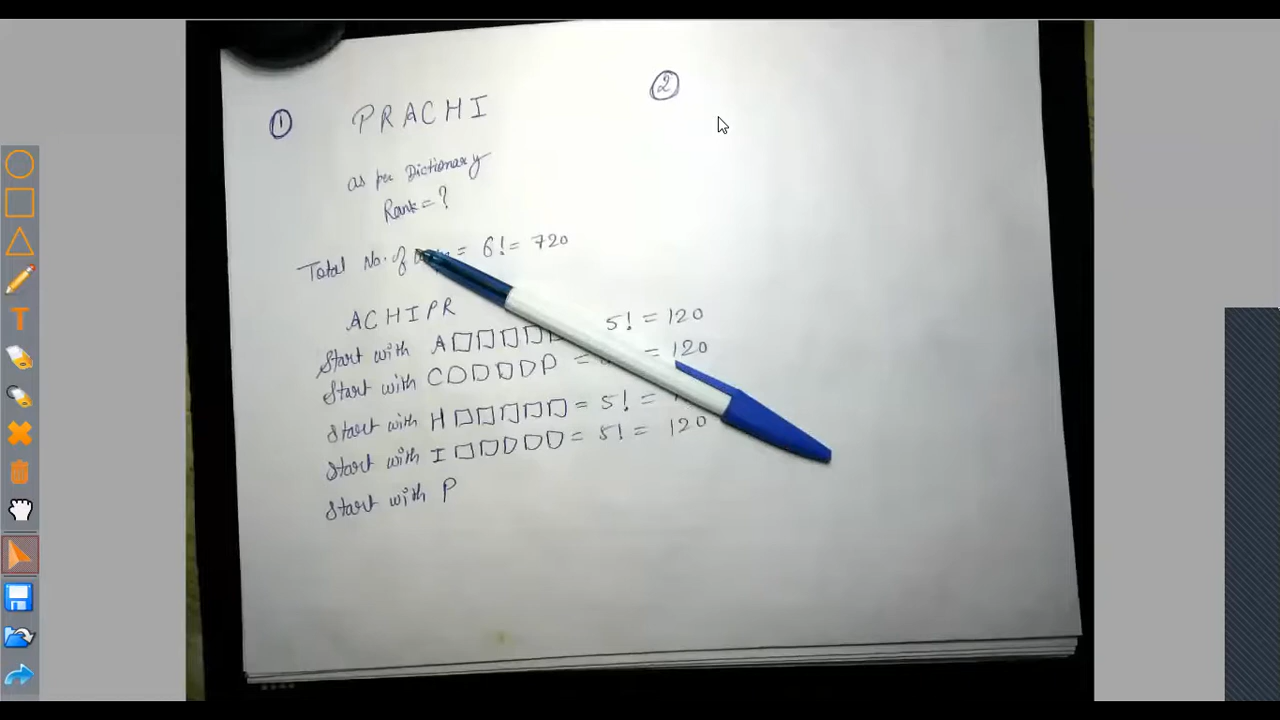 ①
PRACHI
as per Dictionary
Rank = ?
Total No. of = 6! = 720
ACHIPR
Start with A□□□□□ 5! = 120
Start with C□□□□□ = = 120
Start with H□□□□□ = 5! =
Start with I□□□□□ = 5! = 120
Start with P
②
T